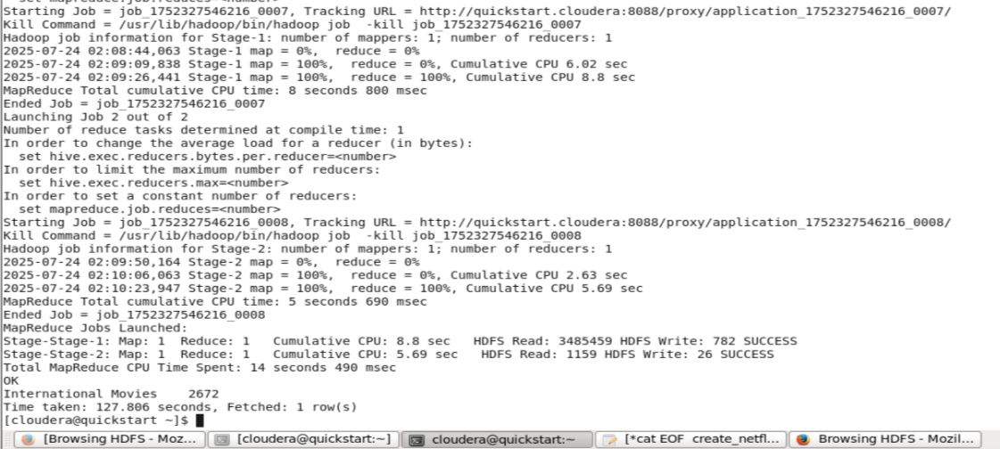 set mapreduce.job.reduces=<number>
Starting Job = job_1752327546216_0007, Tracking URL = http://quickstart.cloudera:8088/proxy/application_1752327546216_0007/
Kill Command = /usr/lib/hadoop/bin/hadoop job  -kill job_1752327546216_0007
Hadoop job information for Stage-1: number of mappers: 1; number of reducers: 1
2025-07-24 02:08:44,063 Stage-1 map = 0%,  reduce = 0%
2025-07-24 02:09:09,838 Stage-1 map = 100%,  reduce = 0%, Cumulative CPU 6.02 sec
2025-07-24 02:09:26,441 Stage-1 map = 100%,  reduce = 100%, Cumulative CPU 8.8 sec
MapReduce Total cumulative CPU time: 8 seconds 800 msec
Ended Job = job_1752327546216_0007
Launching Job 2 out of 2
Number of reduce tasks determined at compile time: 1
In order to change the average load for a reducer (in bytes):
  set hive.exec.reducers.bytes.per.reducer=<number>
In order to limit the maximum number of reducers:
  set hive.exec.reducers.max=<number>
In order to set a constant number of reducers:
  set mapreduce.job.reduces=<number>
Starting Job = job_1752327546216_0008, Tracking URL = http://quickstart.cloudera:8088/proxy/application_1752327546216_0008/
Kill Command = /usr/lib/hadoop/bin/hadoop job  -kill job_1752327546216_0008
Hadoop job information for Stage-2: number of mappers: 1; number of reducers: 1
2025-07-24 02:09:50,164 Stage-2 map = 0%,  reduce = 0%
2025-07-24 02:10:06,063 Stage-2 map = 100%,  reduce = 0%, Cumulative CPU 2.63 sec
2025-07-24 02:10:23,947 Stage-2 map = 100%,  reduce = 100%, Cumulative CPU 5.69 sec
MapReduce Total cumulative CPU time: 5 seconds 690 msec
Ended Job = job_1752327546216_0008
MapReduce Jobs Launched:
Stage-Stage-1: Map: 1  Reduce: 1   Cumulative CPU: 8.8 sec   HDFS Read: 3485459 HDFS Write: 782 SUCCESS
Stage-Stage-2: Map: 1  Reduce: 1   Cumulative CPU: 5.69 sec   HDFS Read: 1159 HDFS Write: 26 SUCCESS
Total MapReduce CPU Time Spent: 14 seconds 490 msec
OK
International Movies    2672
Time taken: 127.806 seconds, Fetched: 1 row(s)
[cloudera@quickstart ~]$
[Browsing HDFS - Moz... [cloudera@quickstart:~] cloudera@quickstart:~ [*cat EOF  create_netfl... Browsing HDFS - Mozil...